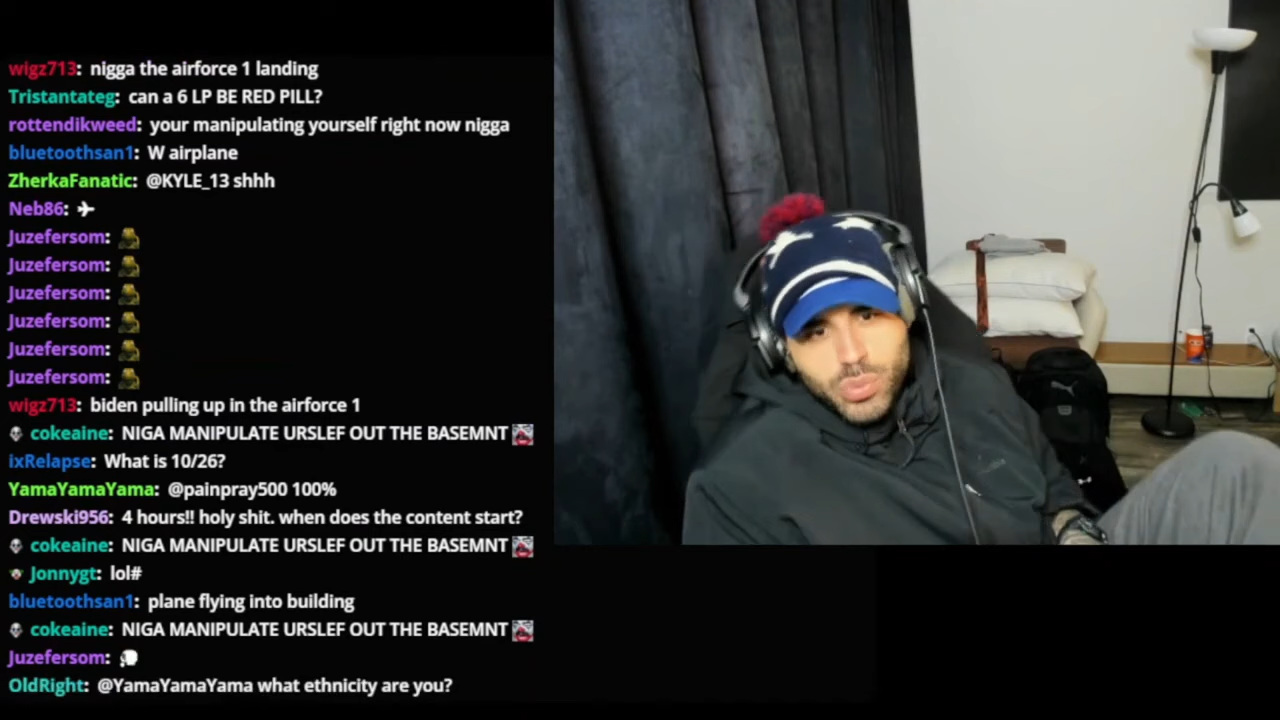 wigz713: nigga the airforce 1 landing
Tristantateg: can a 6 LP BE RED PILL?
rottendikweed: your manipulating yourself right now nigga
bluetoothsan1: W airplane
ZherkaFanatic: @KYLE_13 shhh
Neb86:
Juzefersom:
Juzefersom:
Juzefersom:
Juzefersom:
Juzefersom:
Juzefersom:
wigz713: biden pulling up in the airforce 1
cokeaine: NIGA MANIPULATE URSLEF OUT THE BASEMNT
ixRelapse: What is 10/26?
YamaYamaYama: @painpray500 100%
Drewski956: 4 hours!! holy shit. when does the content start?
cokeaine: NIGA MANIPULATE URSLEF OUT THE BASEMNT
Jonnygt: lol#
bluetoothsan1: plane flying into building
cokeaine: NIGA MANIPULATE URSLEF OUT THE BASEMNT
Juzefersom:
OldRight: @YamaYamaYama what ethnicity are you?